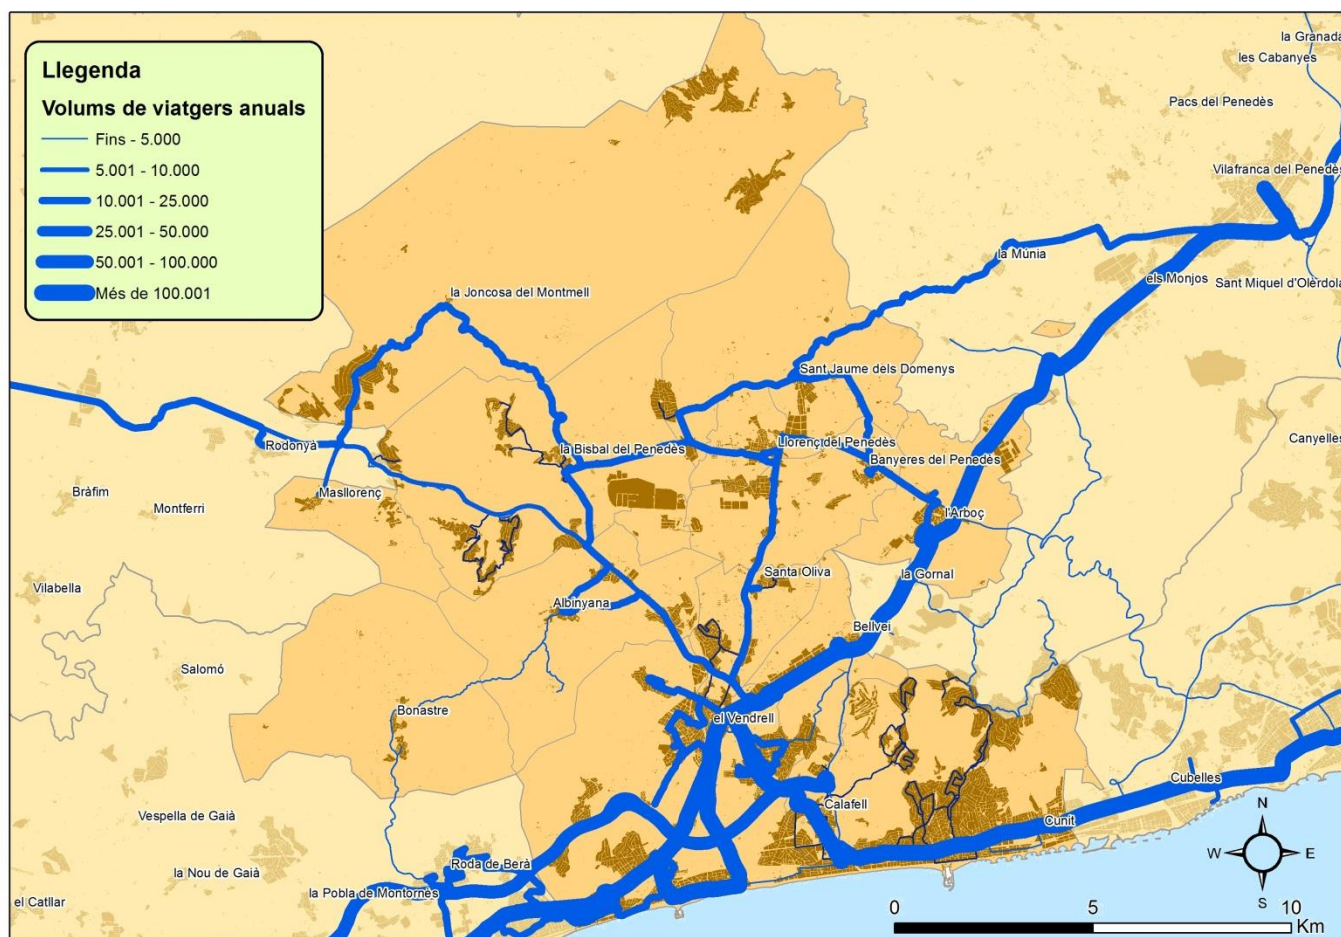 Llegenda
Volums de viatgers anuals
Fins - 5.000
5.001 - 10.000
10.001 - 25.000
25.001 - 50.000
50.001 - 100.000
Més de 100.001
la Granada
les Cabanyes
Pacs del Penedès
Vilafranca del Penedès
la Múnia
els Monjos
Sant Miquel d'Olèrdola
la Joncosa del Montmell
Sant Jaume dels Domenys
Rodonyà
la Bisbal del Penedès
Llorenç del Penedès
Banyeres del Penedès
Canyelles
Bràfim
Masllorenç
Montferri
l'Arboç
Vilabella
Albinyana
Santa Oliva
la Gornal
Bellvei
Salomó
Bonastre
el Vendrell
Cubelles
Calafell
Cunit
Vespella de Gaià
Roda de Berà
la Nou de Gaià
la Pobla de Montornès
el Catllar
N
W
E
S
0 5 10
Km